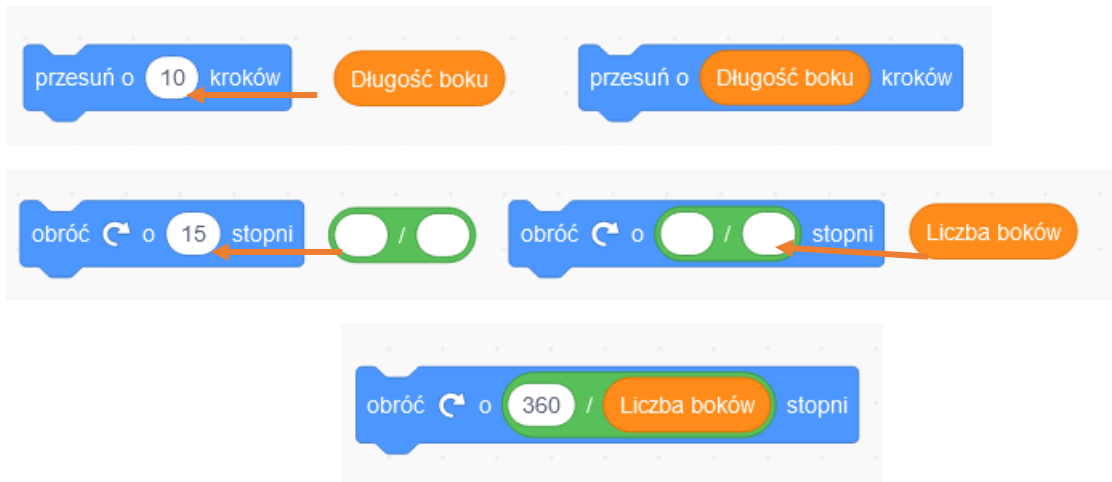 przesuń o 10 kroków Długość boku przesuń o Długość boku kroków
obróć o 15 stopni / obróć o / stopni Liczba boków
obróć o 360 / Liczba boków stopni